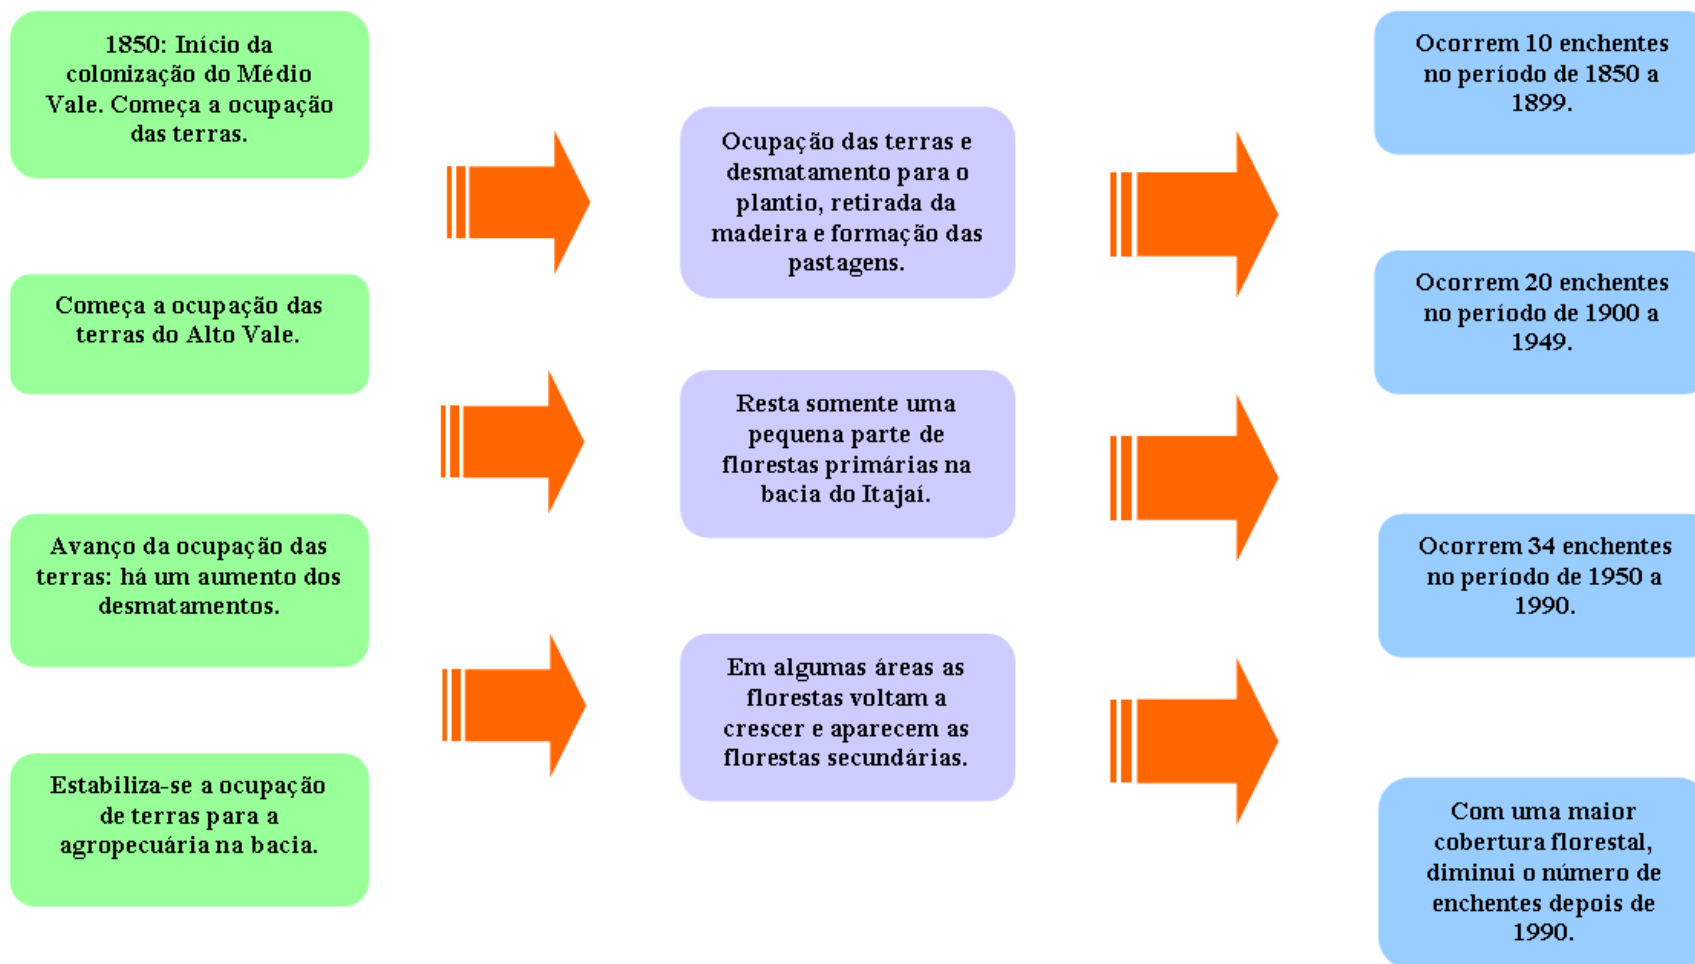 1850: Início da
colonização do Médio
Vale. Começa a ocupação
das terras.
Começa a ocupação das
terras do Alto Vale.
Avanço da ocupação das
terras: há um aumento dos
desmatamentos.
Estabiliza-se a ocupação
de terras para a
agropecuária na bacia.
Ocupação das terras e
desmatamento para o
plantio, retirada da
madeira e formação das
pastagens.
Resta somente uma
pequena parte de
florestas primárias na
bacia do Itajaí.
Em algumas áreas as
florestas voltam a
crescer e aparecem as
florestas secundárias.
Ocorrem 10 enchentes
no período de 1850 a
1899.
Ocorrem 20 enchentes
no período de 1900 a
1949.
Ocorrem 34 enchentes
no período de 1950 a
1990.
Com uma maior
cobertura florestal,
diminui o número de
enchentes depois de
1990.